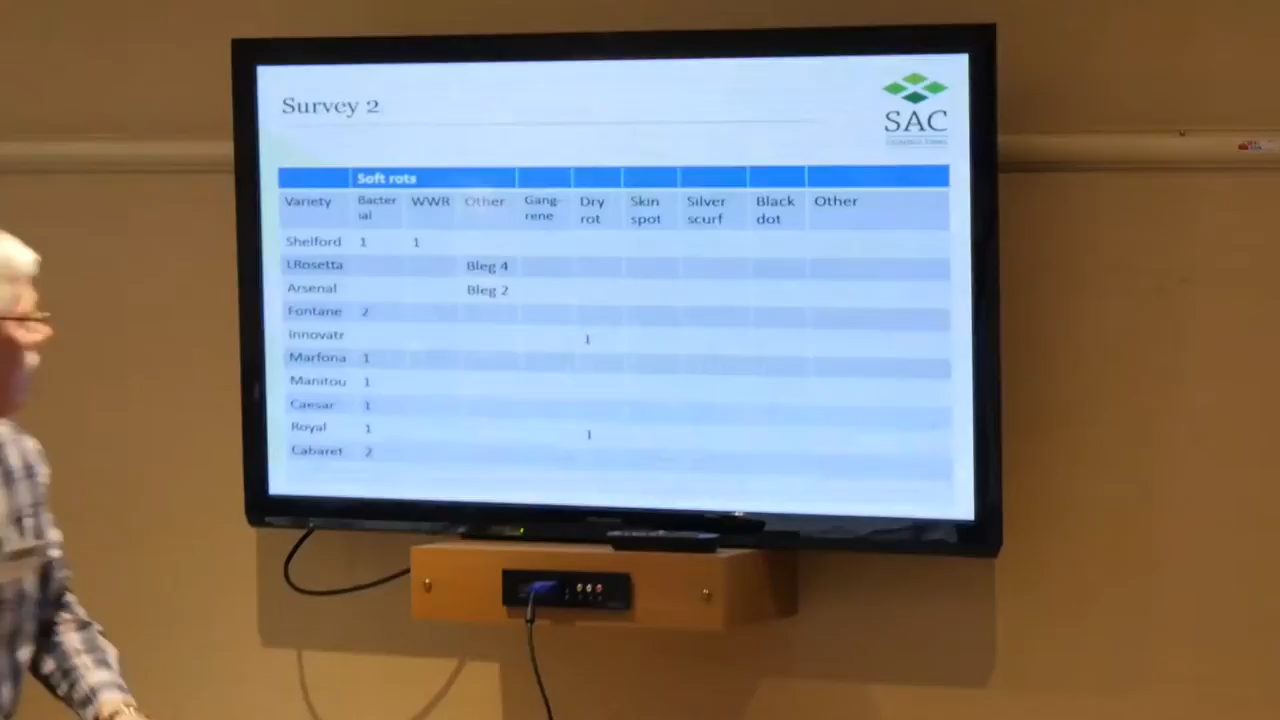 Survey 2
SAC
Soft rots
Variety Bacter ial WWR Other Gang- rene Dry rot Skin spot Silver scurf Black dot Other
Shelford 1 1
LRosetta Bleg 4
Arsenal Bleg 2
Fontane 2
Innovatr 1
Marfona 1
Manitou 1
Caesar 1
Royal 1 1
Cabaret 2